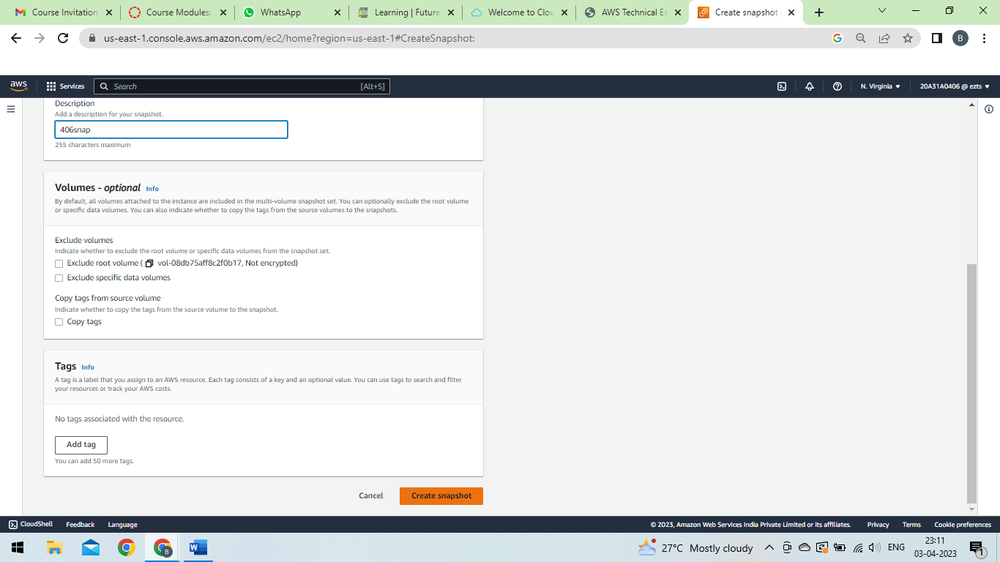 Course Invitation
Course Modules:
WhatsApp
Learning | Future
Welcome to Clou
AWS Technical Es
Create snapshot
us-east-1.console.aws.amazon.com/ec2/home?region=us-east-1#CreateSnapshot:
B
aws
Services
Search
[Alt+S]
N. Virginia
20A31A0406 @ ezts
Description
Add a description for your snapshot.
406snap
255 characters maximum
Volumes - optional Info
By default, all volumes attached to the instance are included in the multi-volume snapshot set. You can optionally exclude the root volume
or specific data volumes. You can also indicate whether to copy the tags from the source volumes to the snapshots.
Exclude volumes
Indicate whether to exclude the root volume or specific data volumes from the snapshot set.
Exclude root volume ( vol-08db75aff8c2f0b17, Not encrypted)
Exclude specific data volumes
Copy tags from source volume
Indicate whether to copy the tags from the source volume to the snapshot.
Copy tags
Tags Info
A tag is a label that you assign to an AWS resource. Each tag consists of a key and an optional value. You can use tags to search and filter
your resources or track your AWS costs.
No tags associated with the resource.
Add tag
You can add 50 more tags.
Cancel
Create snapshot
CloudShell
Feedback
Language
© 2023, Amazon Web Services India Private Limited or its affiliates.
Privacy
Terms
Cookie preferences
27°C Mostly cloudy
ENG
23:11
03-04-2023
1